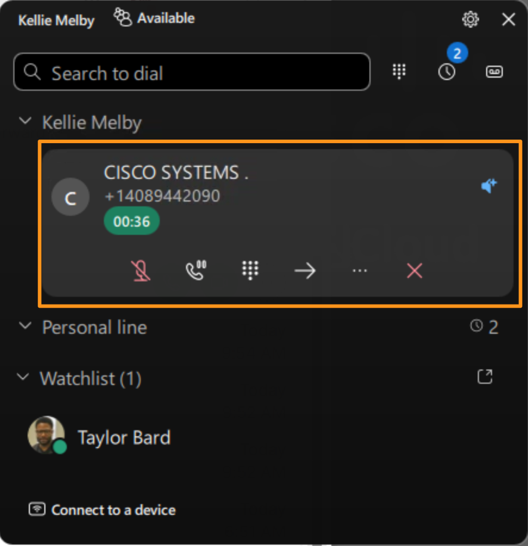 Kellie Melby Available
Search to dial
2
Kellie Melby
CISCO SYSTEMS .
C
+14089442090
00:36
...
Personal line 2
Watchlist (1)
Taylor Bard
Connect to a device